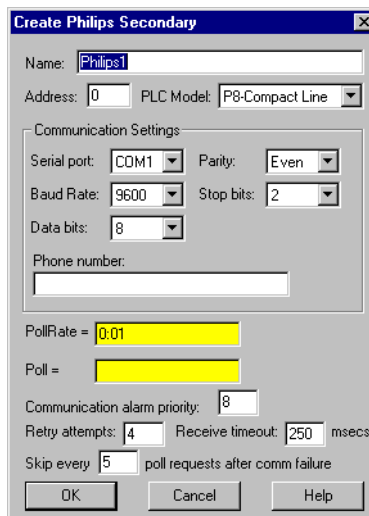 Create Philips Secondary
Name: Philips1
Address: 0 PLC Model: P8-Compact Line
Communication Settings
Serial port: COM1 Parity: Even
Baud Rate: 9600 Stop bits: 2
Data bits: 8
Phone number:
PollRate = 0:01
Poll =
Communication alarm priority: 8
Retry attempts: 4 Receive timeout: 250 msecs
Skip every 5 poll requests after comm failure
OK Cancel Help